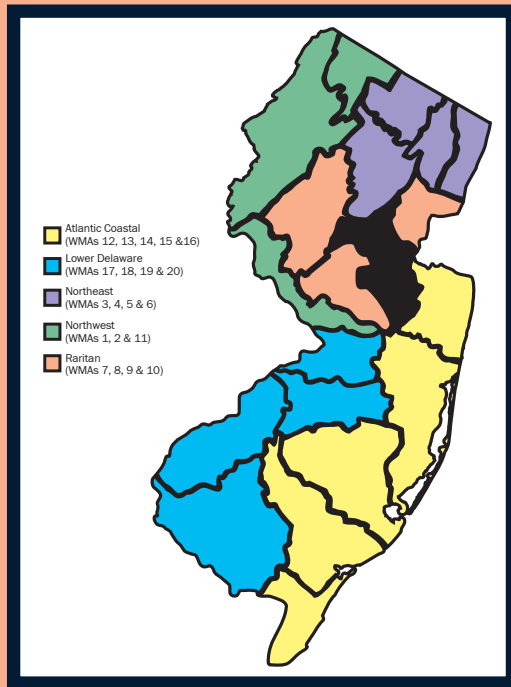 Atlantic Coastal
(WMAs 12, 13, 14, 15 &16)
Lower Delaware
(WMAs 17, 18, 19 & 20)
Northeast
(WMAs 3, 4, 5 & 6)
Northwest
(WMAs 1, 2 & 11)
Raritan
(WMAs 7, 8, 9 & 10)